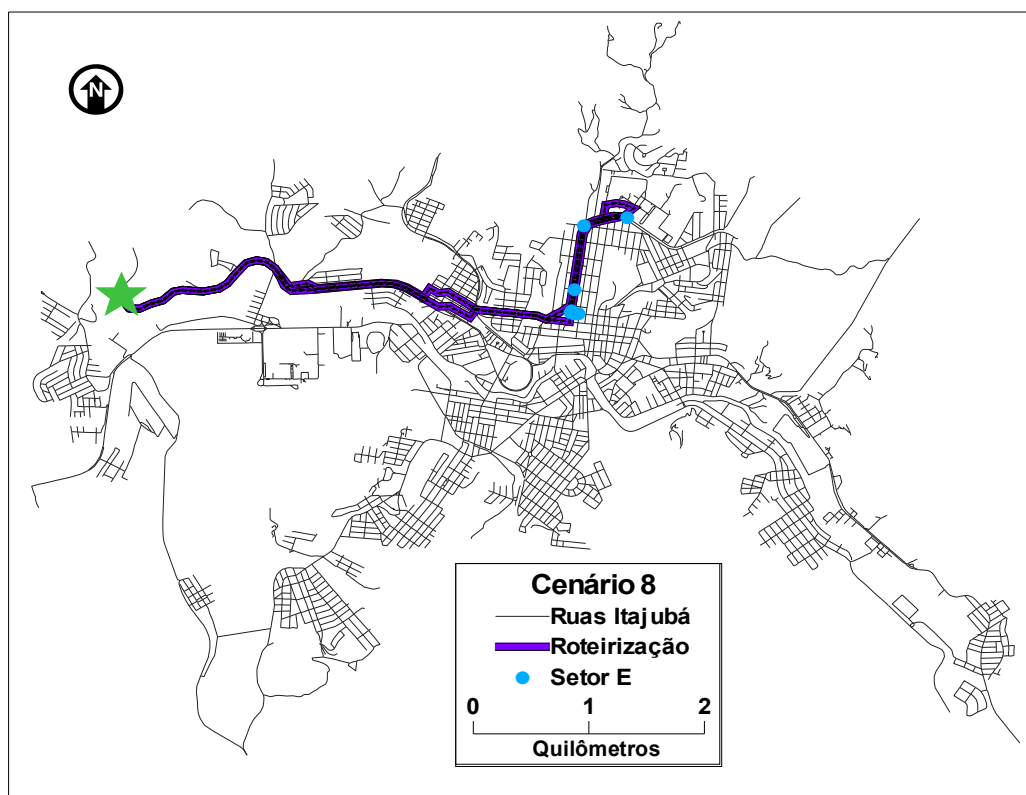 N
Cenário 8
Ruas Itajubá
Roteirização
Setor E
0 1 2
Quilômetros